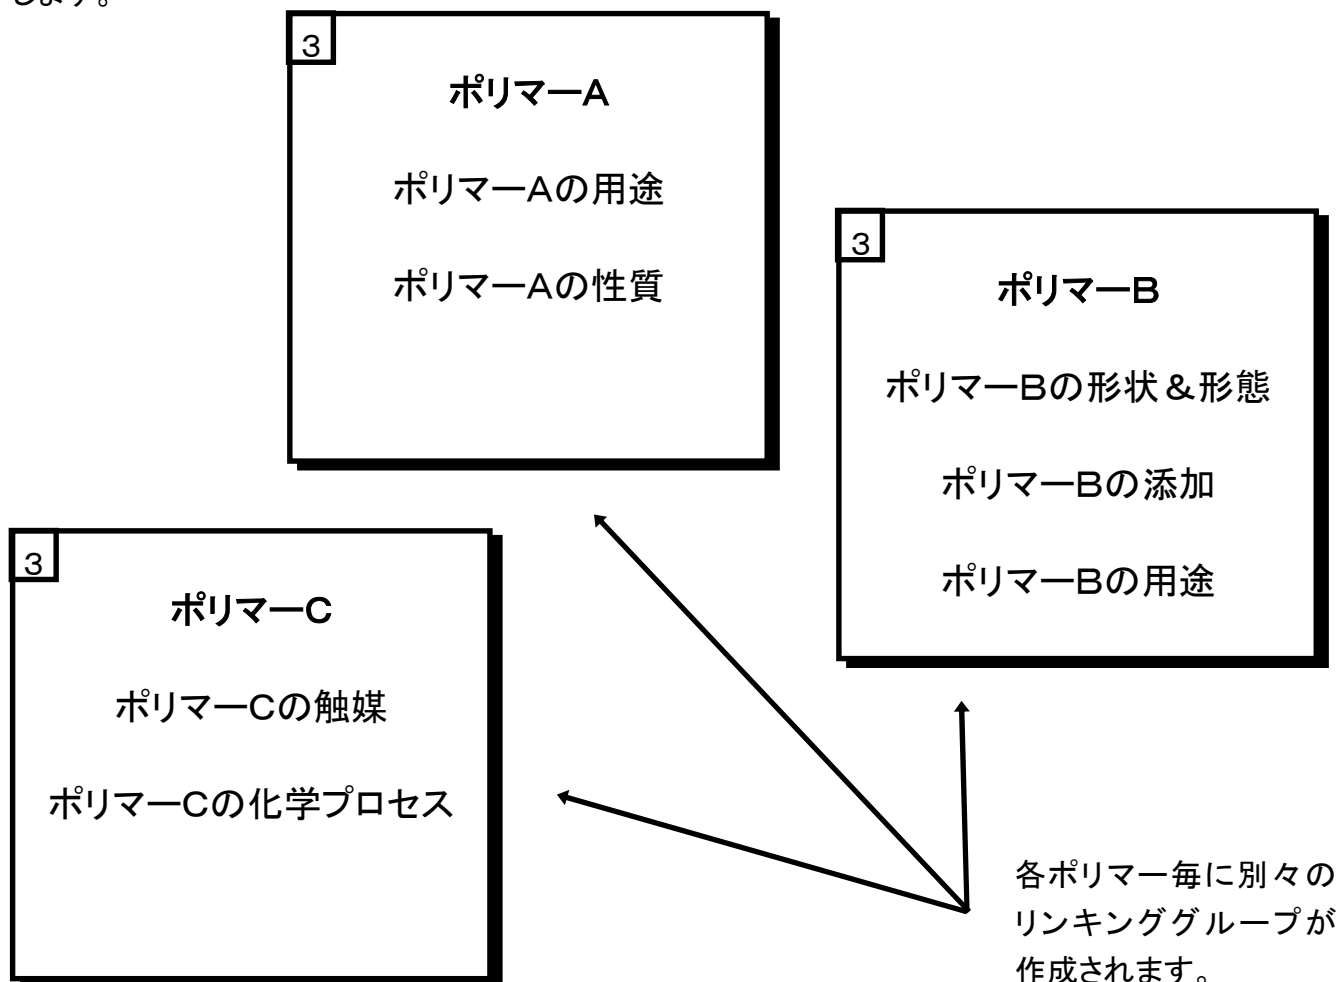 します。
3
ポリマーA
ポリマーAの用途
ポリマーAの性質
3
ポリマーB
ポリマーBの形状＆形態
ポリマーBの添加
ポリマーBの用途
3
ポリマーC
ポリマーCの触媒
ポリマーCの化学プロセス
各ポリマー毎に別々の
リンキンググループが
作成されます。